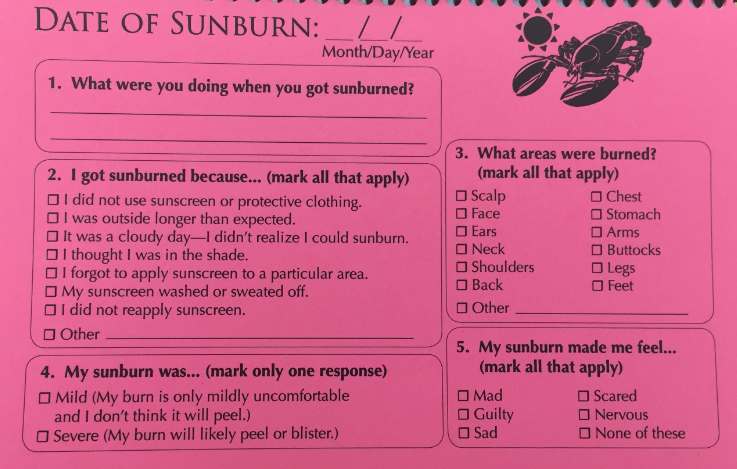 DATE OF SUNBURN: __/__/__
Month/Day/Year
1. What were you doing when you got sunburned?
2. I got sunburned because... (mark all that apply)
☐ I did not use sunscreen or protective clothing.
☐ I was outside longer than expected.
☐ It was a cloudy day—I didn't realize I could sunburn.
☐ I thought I was in the shade.
☐ I forgot to apply sunscreen to a particular area.
☐ My sunscreen washed or sweated off.
☐ I did not reapply sunscreen.
☐ Other
3. What areas were burned?
(mark all that apply)
☐ Scalp
☐ Face
☐ Ears
☐ Neck
☐ Shoulders
☐ Back
☐ Chest
☐ Stomach
☐ Arms
☐ Buttocks
☐ Legs
☐ Feet
☐ Other
4. My sunburn was... (mark only one response)
☐ Mild (My burn is only mildly uncomfortable
and I don't think it will peel.)
☐ Severe (My burn will likely peel or blister.)
5. My sunburn made me feel...
(mark all that apply)
☐ Mad
☐ Guilty
☐ Sad
☐ Scared
☐ Nervous
☐ None of these